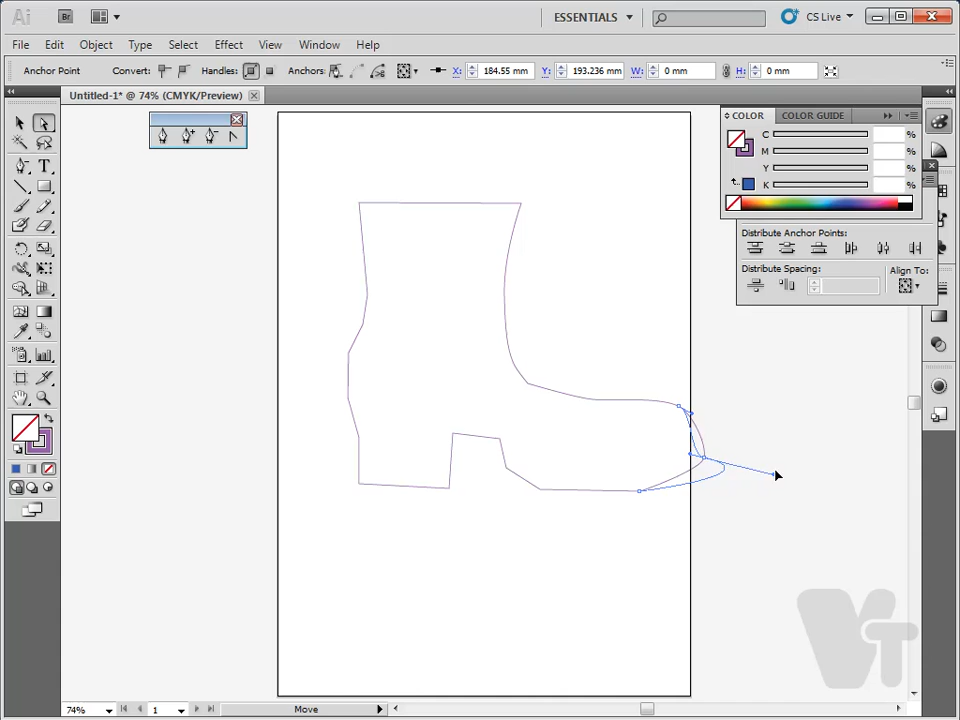 Ai Br ESSENTIALS CS Live
File Edit Object Type Select Effect View Window Help
Anchor Point Convert: Handles: Anchors: X: 184.55 mm Y: 193.236 mm W: 0 mm H: 0 mm
Untitled-1* @ 74% (CMYK/Preview)
COLOR COLOR GUIDE
C %
M %
Y %
K %
Distribute Anchor Points:
Distribute Spacing: Align To:
T
VT
74% 1 Move